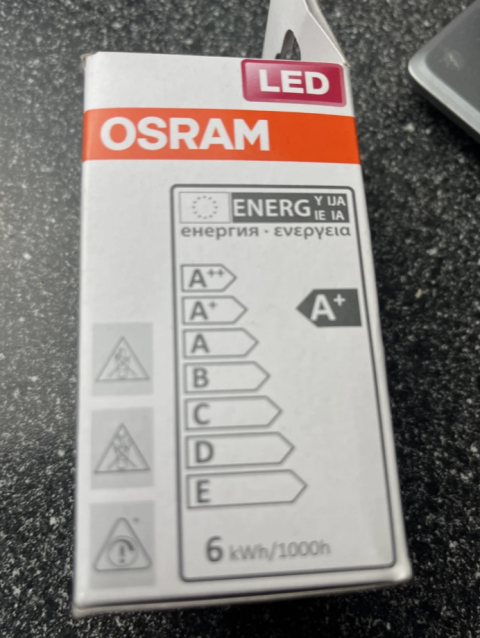 LED
OSRAM
ENERG Y IJA
IE IA
енергия · ενεργεια
A++
A+
A+
A
B
C
D
E
6 kWh/1000h